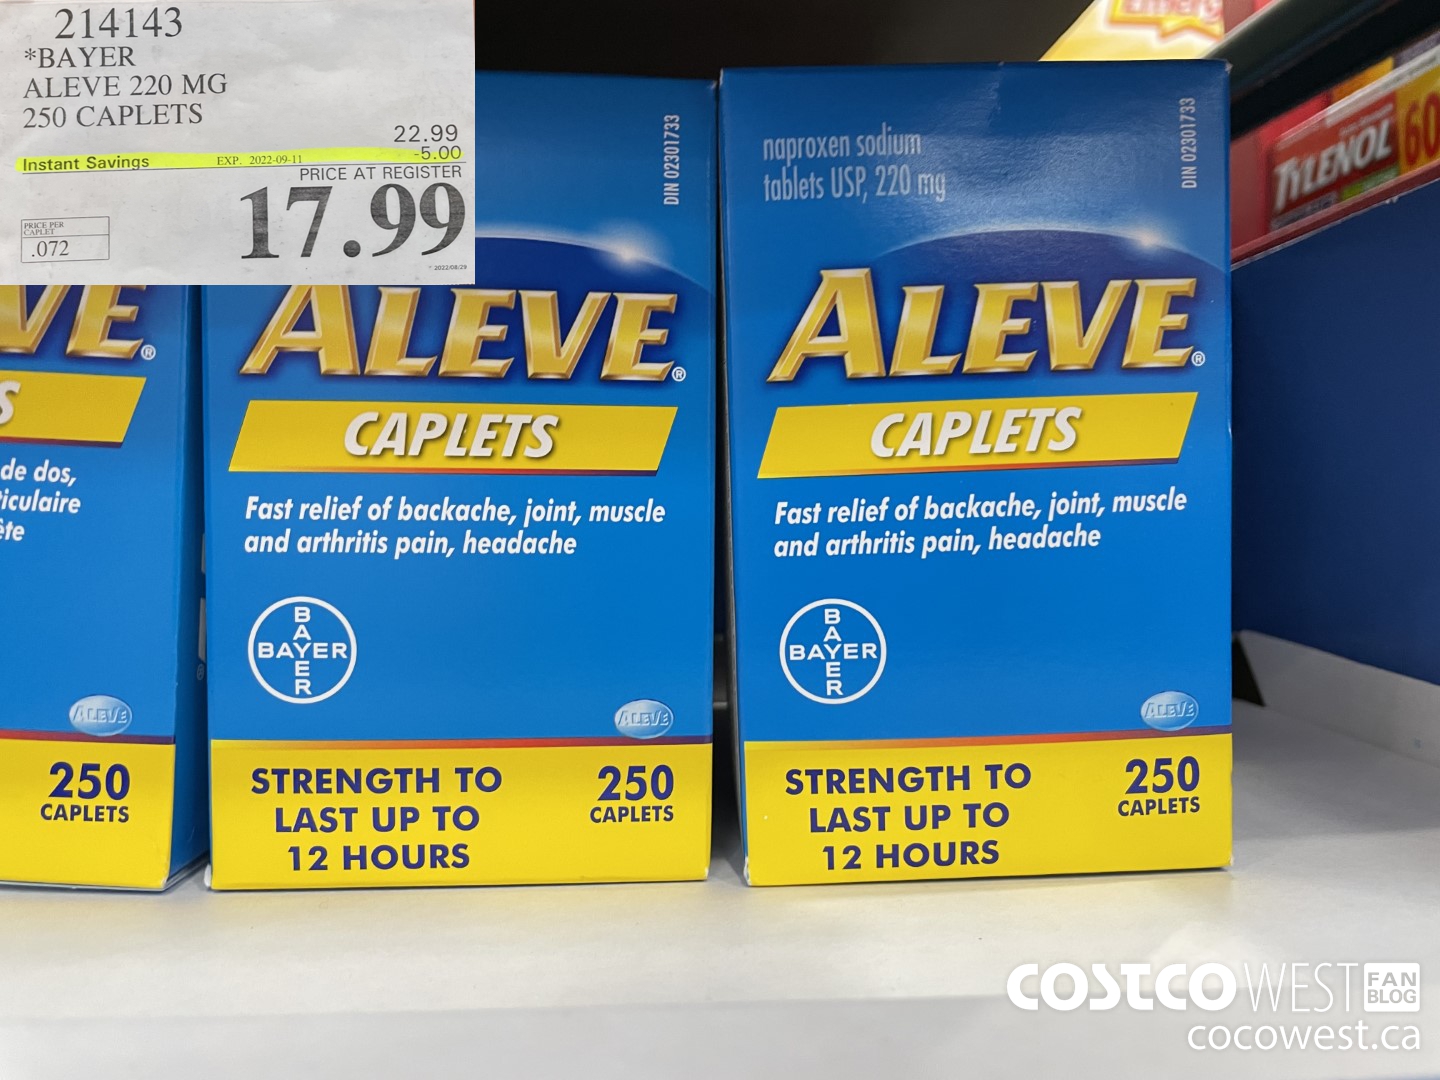 214143
*BAYER
ALEVE 220 MG
250 CAPLETS
22.99
Instant Savings EXP. 2022-09-11 -5.00
PRICE AT REGISTER
17.99
PRICE PER
CAPLET
.072
2022/08/29
VE®
S
de dos,
iculaire
ête
ALEVE
250
CAPLETS
DIN 02301733
ALEVE®
CAPLETS
Fast relief of backache, joint, muscle
and arthritis pain, headache
BAYER
BAYER
ALEVE
STRENGTH TO
LAST UP TO
12 HOURS
250
CAPLETS
naproxen sodium
tablets USP, 220 mg
DIN 02301733
ALEVE®
CAPLETS
Fast relief of backache, joint, muscle
and arthritis pain, headache
BAYER
BAYER
ALEVE
STRENGTH TO
LAST UP TO
12 HOURS
250
CAPLETS
TYLENOL
60
COSTCO WEST FAN BLOG
cocowest.ca